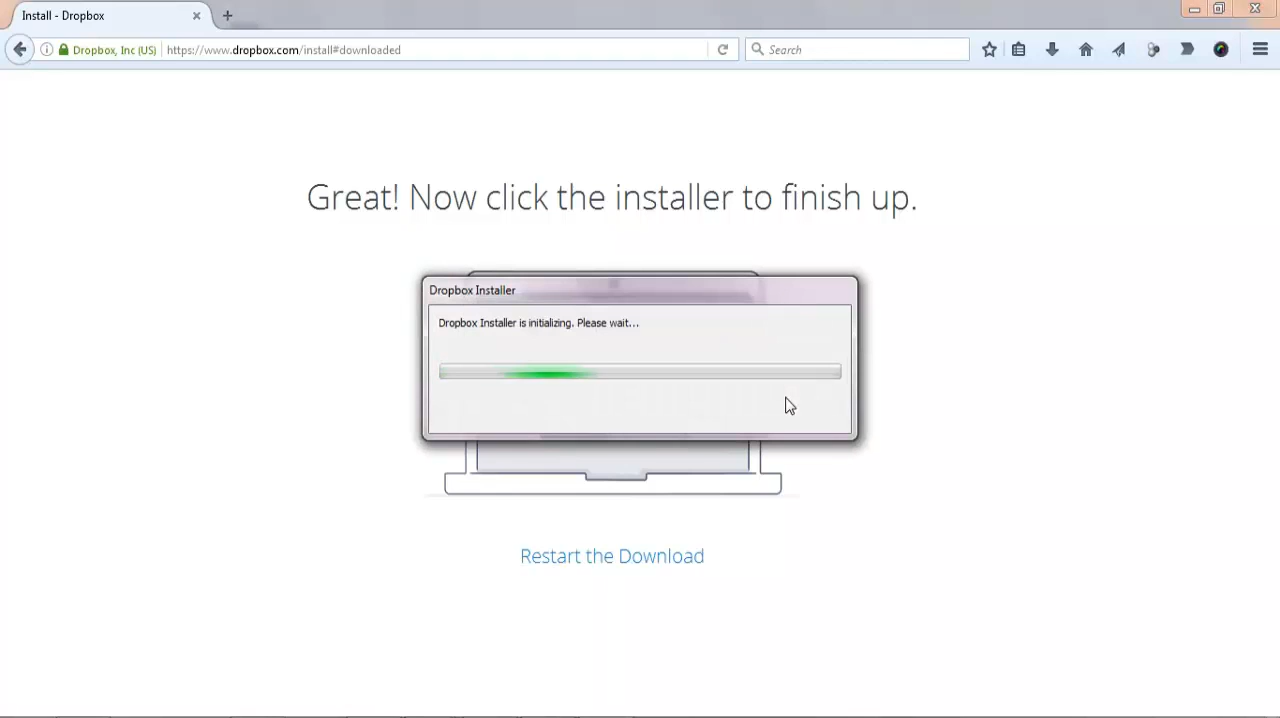 Install - Dropbox
Dropbox, Inc (US) https://www.dropbox.com/install#downloaded Search
Great! Now click the installer to finish up.
Dropbox Installer
Dropbox Installer is initializing. Please wait...
Restart the Download